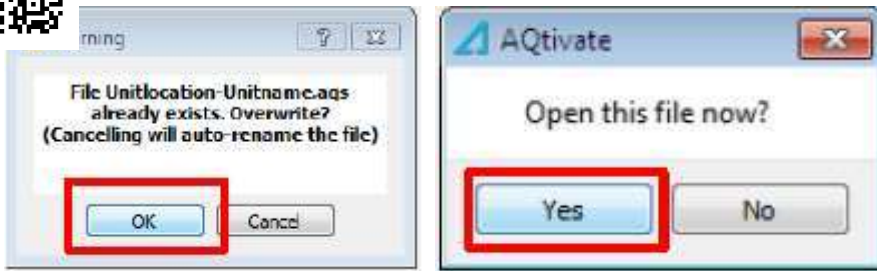 rning
File Unitlocation-Unitname.aqs
already exists. Overwrite?
(Cancelling will auto-rename the file)
OK
Cancel
AQtivate
Open this file now?
Yes
No